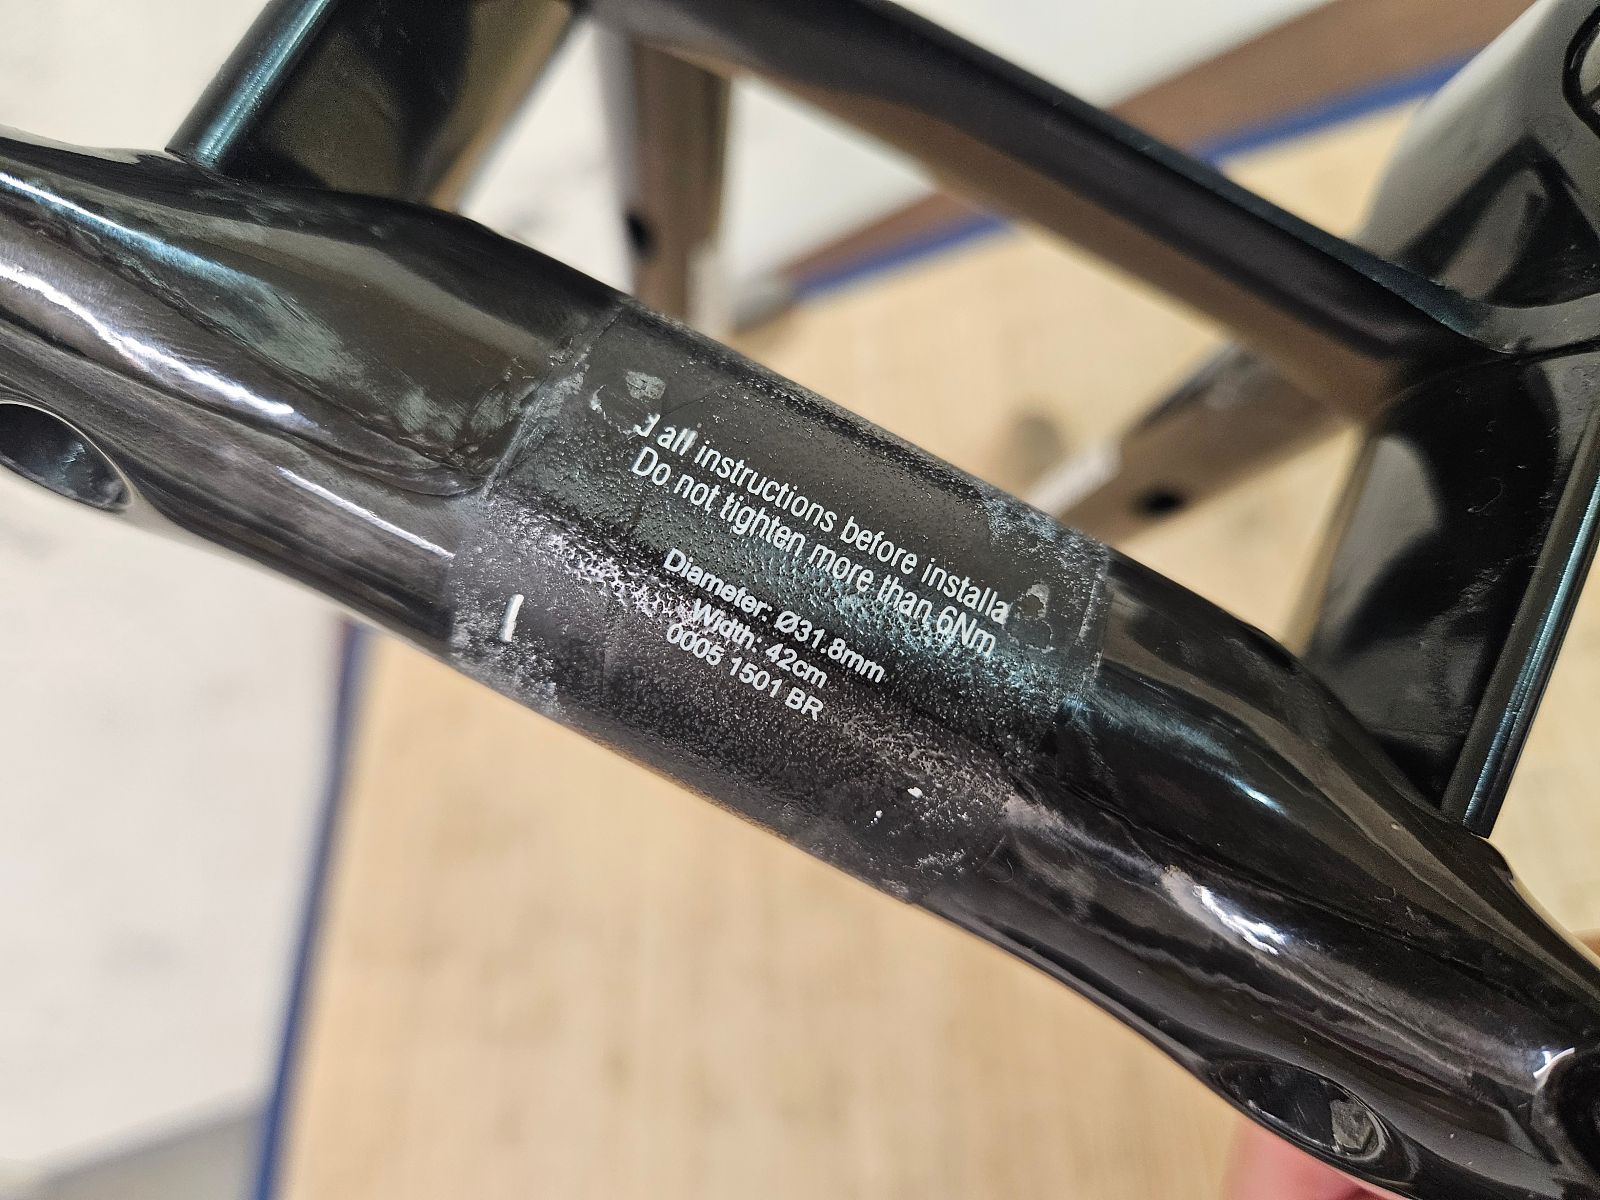 all instructions before installa
Do not tighten more than 6Nm
Diameter: Ø31.8mm
Width: 42cm
0005 1501 BR